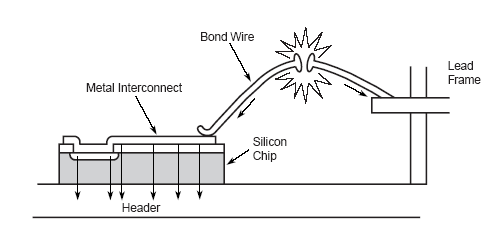 Bond Wire
Lead
Frame
Metal Interconnect
Silicon
Chip
Header